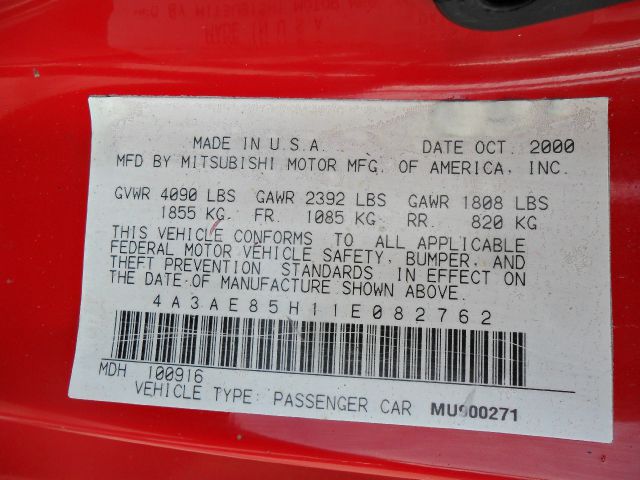 MADE IN U.S.A. DATE OCT. 2000
MFD BY MITSUBISHI MOTOR MFG. OF AMERICA, INC.
GVWR 4090 LBS GAWR 2392 LBS GAWR 1808 LBS
1855 KG. FR. 1085 KG RR. 820 KG
THIS VEHICLE CONFORMS TO ALL APPLICABLE
FEDERAL MOTOR VEHICLE SAFETY, BUMPER, AND
THEFT PREVENTION STANDARDS IN EFFECT ON
THE DATE OF MANUFACTURE SHOWN ABOVE.
4A3AE85H11E082762
MDH 100916
VEHICLE TYPE: PASSENGER CAR MU900271